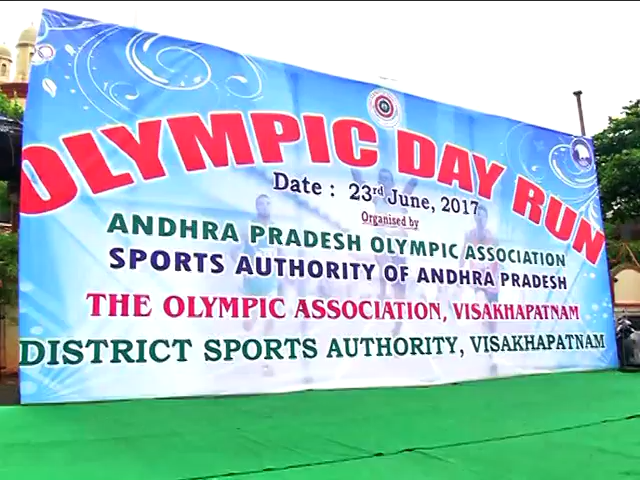 OLYMPIC DAY RUN
Date : 23rd June, 2017
Organised by
ANDHRA PRADESH OLYMPIC ASSOCIATION
SPORTS AUTHORITY OF ANDHRA PRADESH
THE OLYMPIC ASSOCIATION, VISAKHAPATNAM
DISTRICT SPORTS AUTHORITY, VISAKHAPATNAM